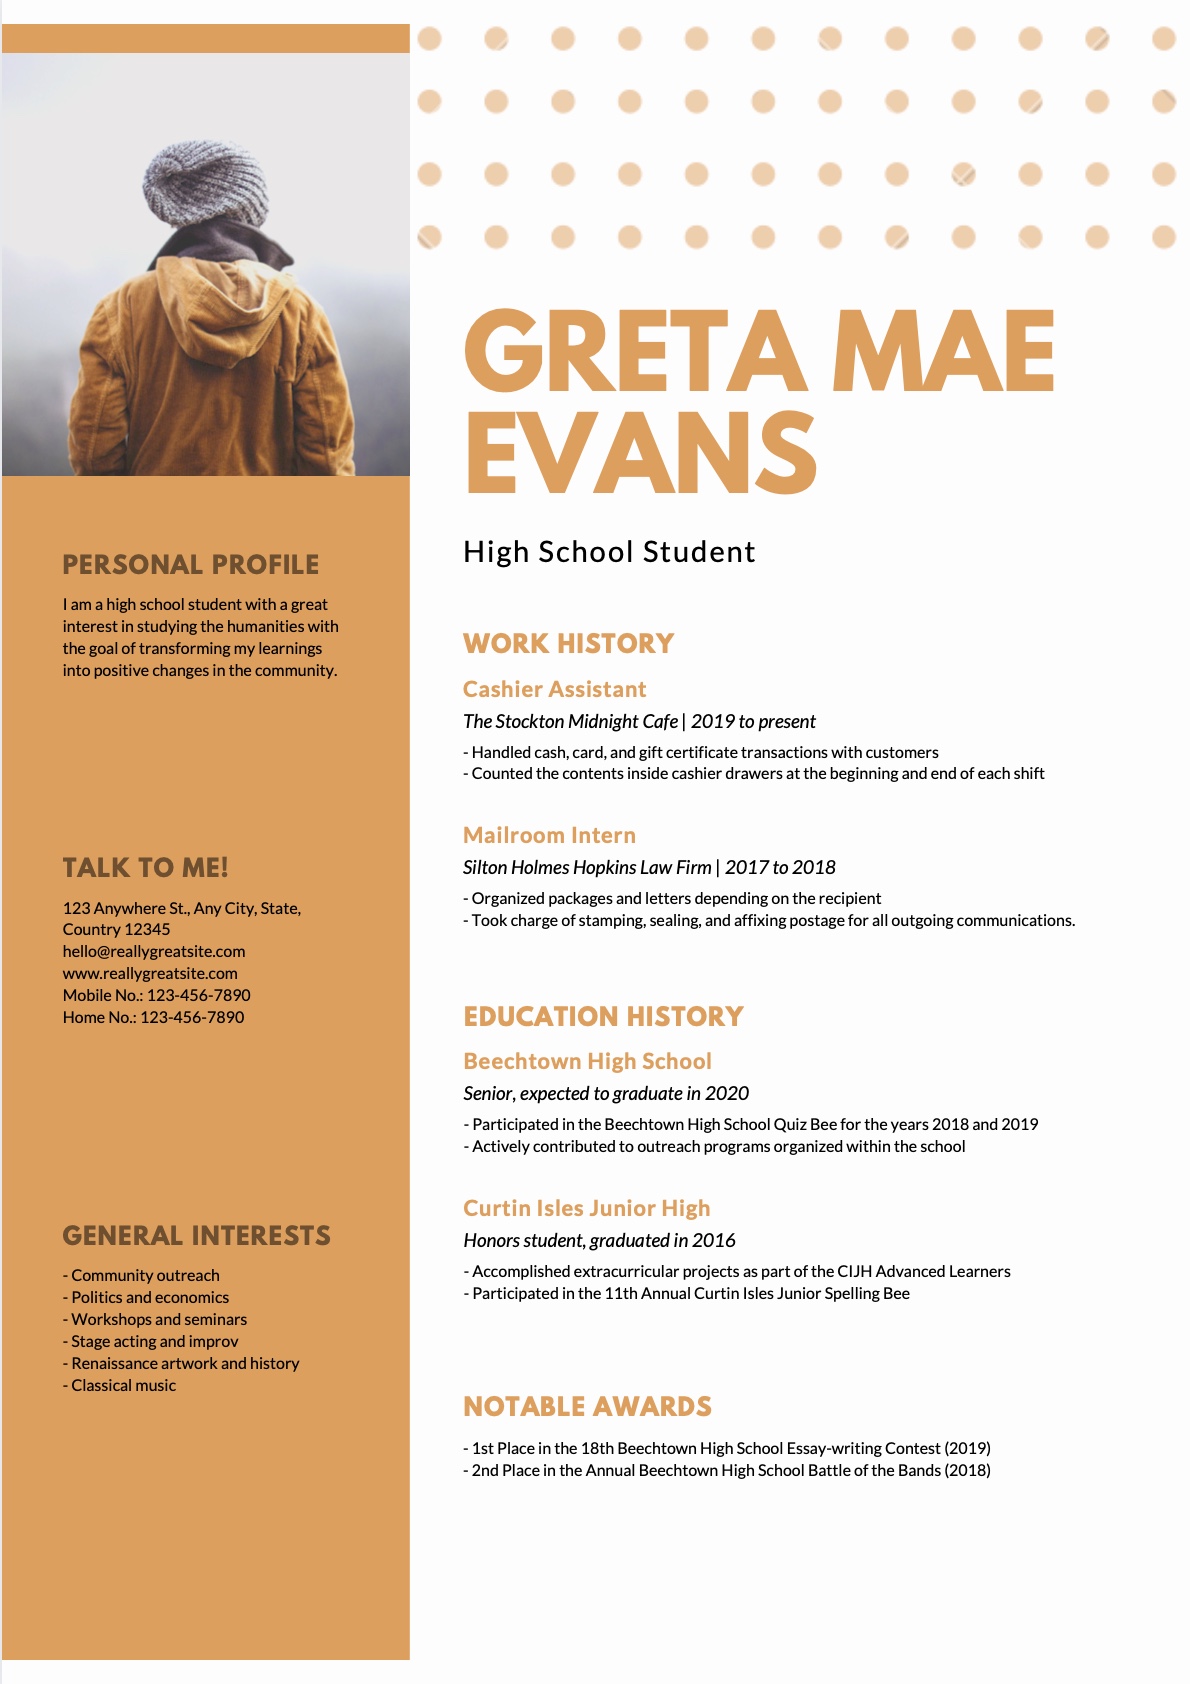 GRETA MAE
EVANS
High School Student
PERSONAL PROFILE
I am a high school student with a great
interest in studying the humanities with
the goal of transforming my learnings
into positive changes in the community.
TALK TO ME!
123 Anywhere St., Any City, State,
Country 12345
hello@reallygreatsite.com
www.reallygreatsite.com
Mobile No.: 123-456-7890
Home No.: 123-456-7890
GENERAL INTERESTS
- Community outreach
- Politics and economics
- Workshops and seminars
- Stage acting and improv
- Renaissance artwork and history
- Classical music
WORK HISTORY
Cashier Assistant
The Stockton Midnight Cafe | 2019 to present
- Handled cash, card, and gift certificate transactions with customers
- Counted the contents inside cashier drawers at the beginning and end of each shift
Mailroom Intern
Silton Holmes Hopkins Law Firm | 2017 to 2018
- Organized packages and letters depending on the recipient
- Took charge of stamping, sealing, and affixing postage for all outgoing communications.
EDUCATION HISTORY
Beechtown High School
Senior, expected to graduate in 2020
- Participated in the Beechtown High School Quiz Bee for the years 2018 and 2019
- Actively contributed to outreach programs organized within the school
Curtin Isles Junior High
Honors student, graduated in 2016
- Accomplished extracurricular projects as part of the CIJH Advanced Learners
- Participated in the 11th Annual Curtin Isles Junior Spelling Bee
NOTABLE AWARDS
- 1st Place in the 18th Beechtown High School Essay-writing Contest (2019)
- 2nd Place in the Annual Beechtown High School Battle of the Bands (2018)